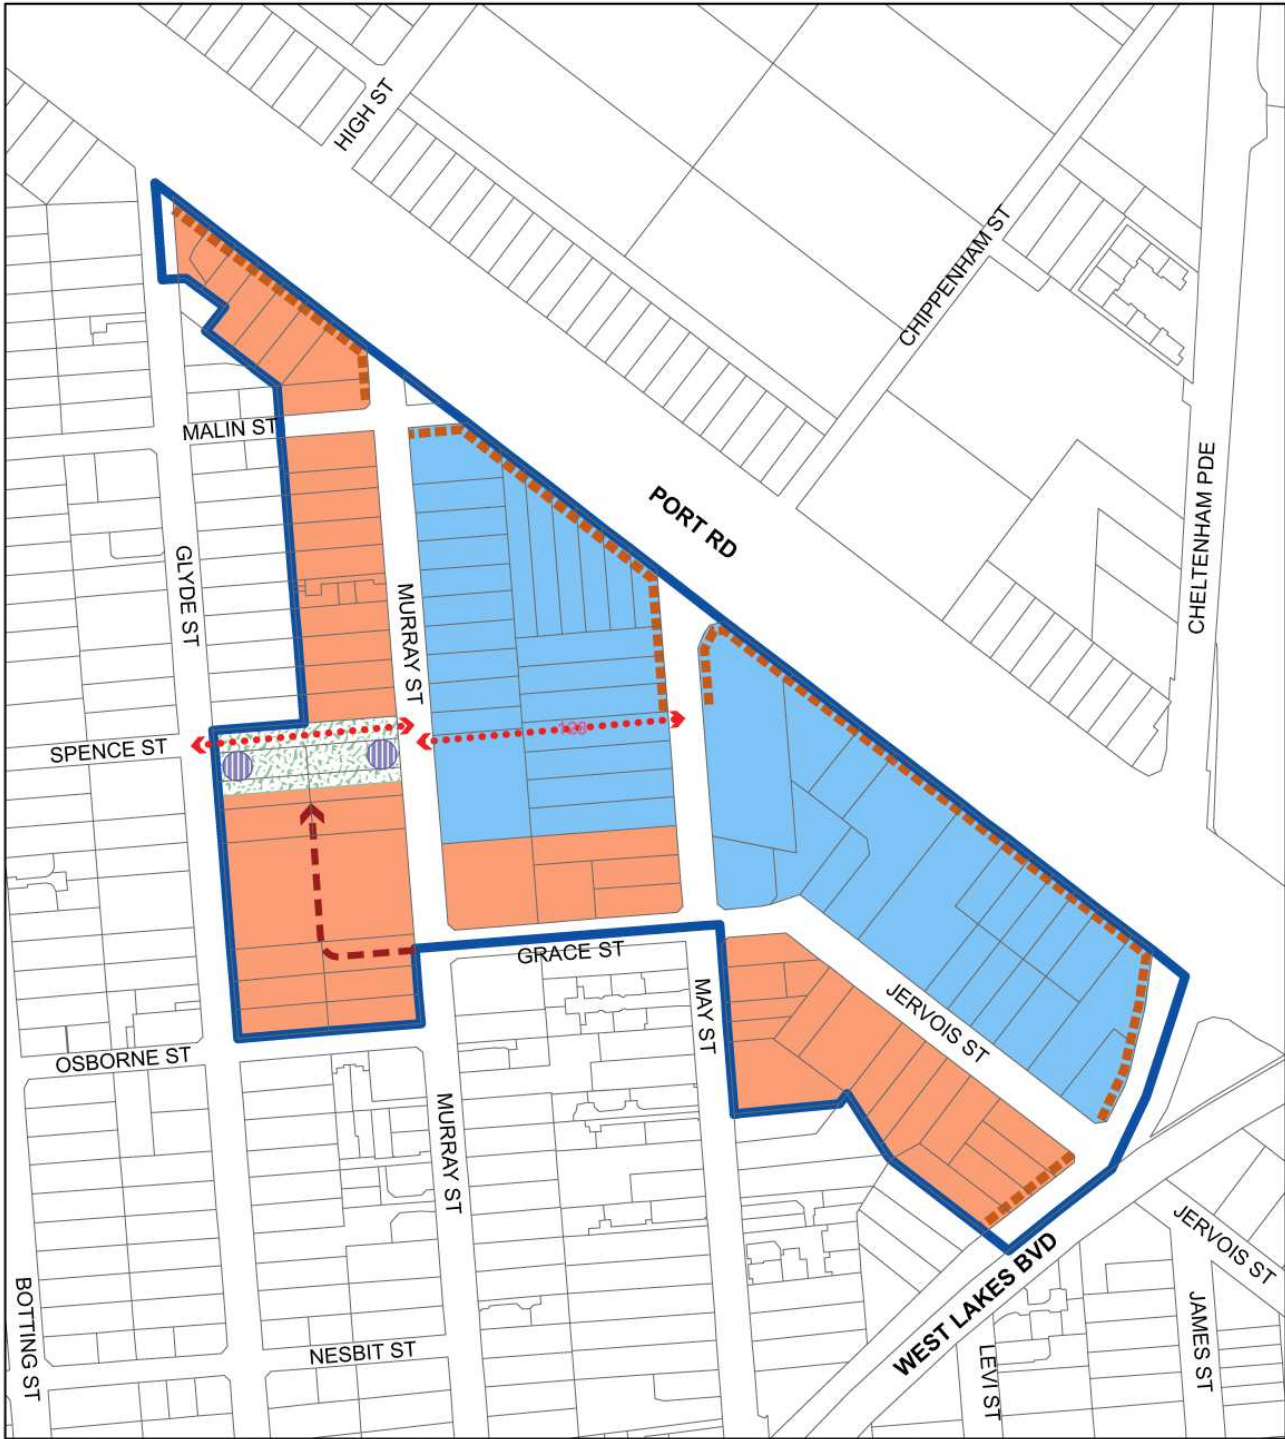 HIGH ST
CHIPPENHAM ST
MALIN ST
PORT RD
CHELTENHAM PDE
GLYDE ST
MURRAY ST
128
SPENCE ST
GRACE ST
MAY ST
JERVOIS ST
OSBORNE ST
MURRAY ST
JERVOIS ST
WEST LAKES BVD
BOTTING ST
NESBIT ST
LEVI ST
JAMES ST